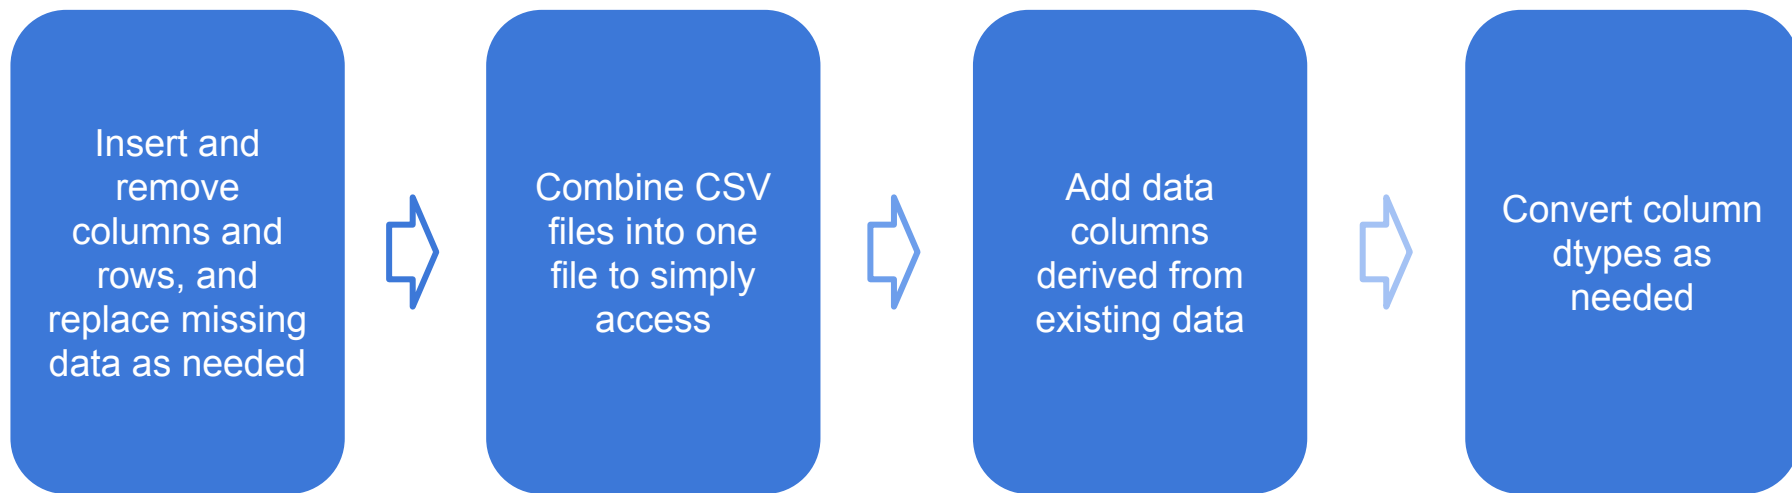 Insert and
remove
columns and
rows, and
replace missing
data as needed
Combine CSV
files into one
file to simply
access
Add data
columns
derived from
existing data
Convert column
dtypes as
needed